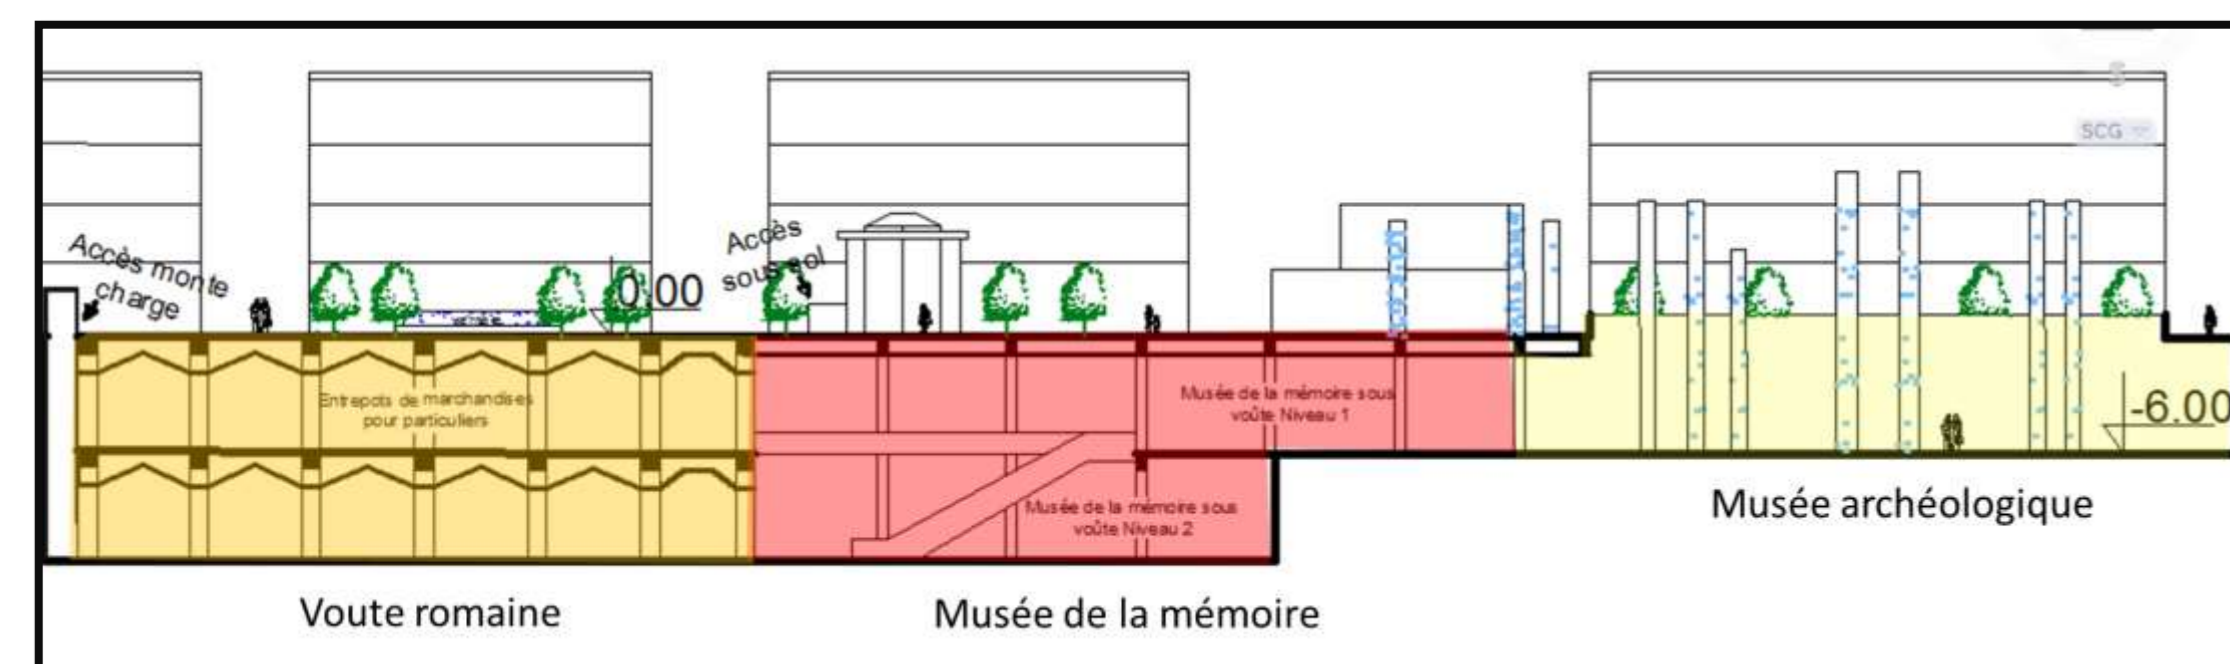 S
SCG
Accès monte
charge
0.00
Accès
sous sol
Entrepots de marchandises
pour particuliers
Musée de la mémoire sous
voûte Niveau 1
-6.00
Musée de la mémoire sous
voûte Niveau 2
Musée archéologique
Voute romaine
Musée de la mémoire